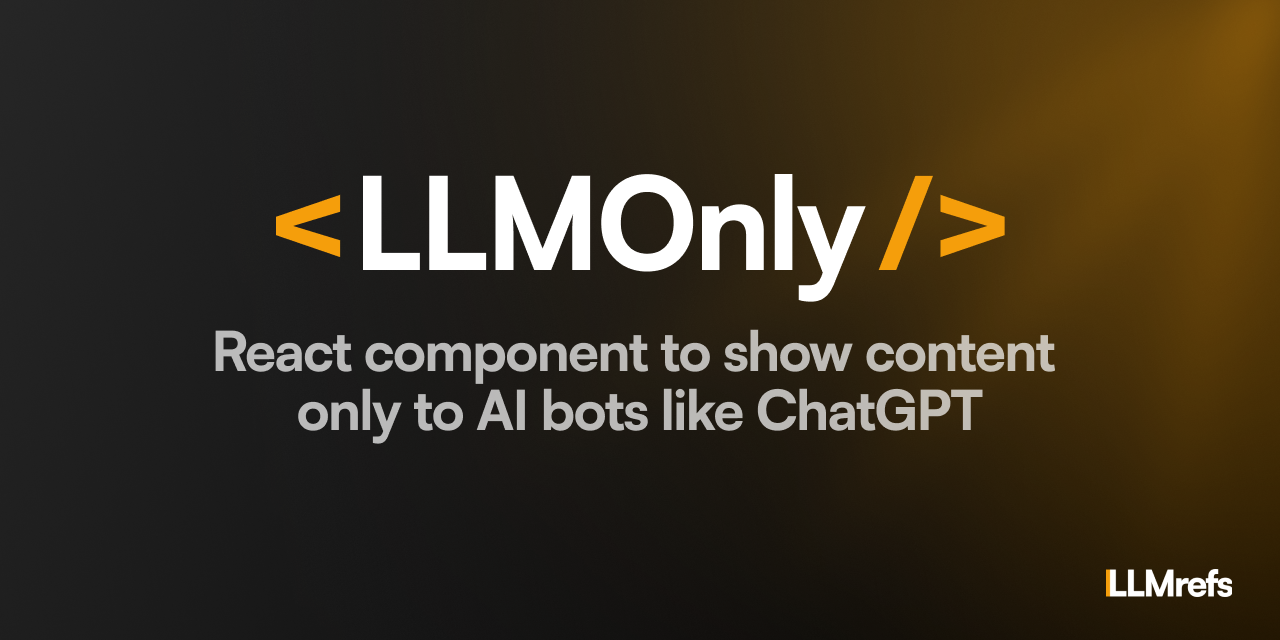 <LLMOnly />
React component to show content
only to AI bots like ChatGPT
LLMrefs